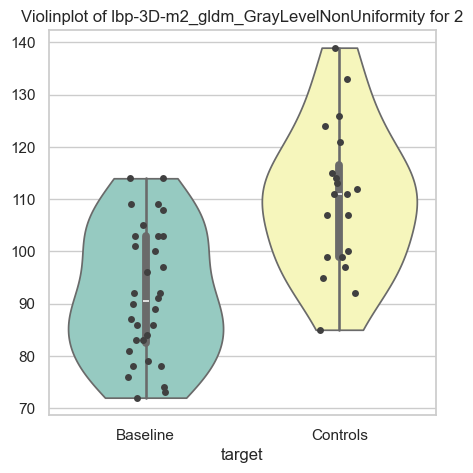 Violinplot of lbp-3D-m2_gldm_GrayLevelNonUniformity for 2
140
130
120
110
100
90
80
70
Baseline
Controls
target